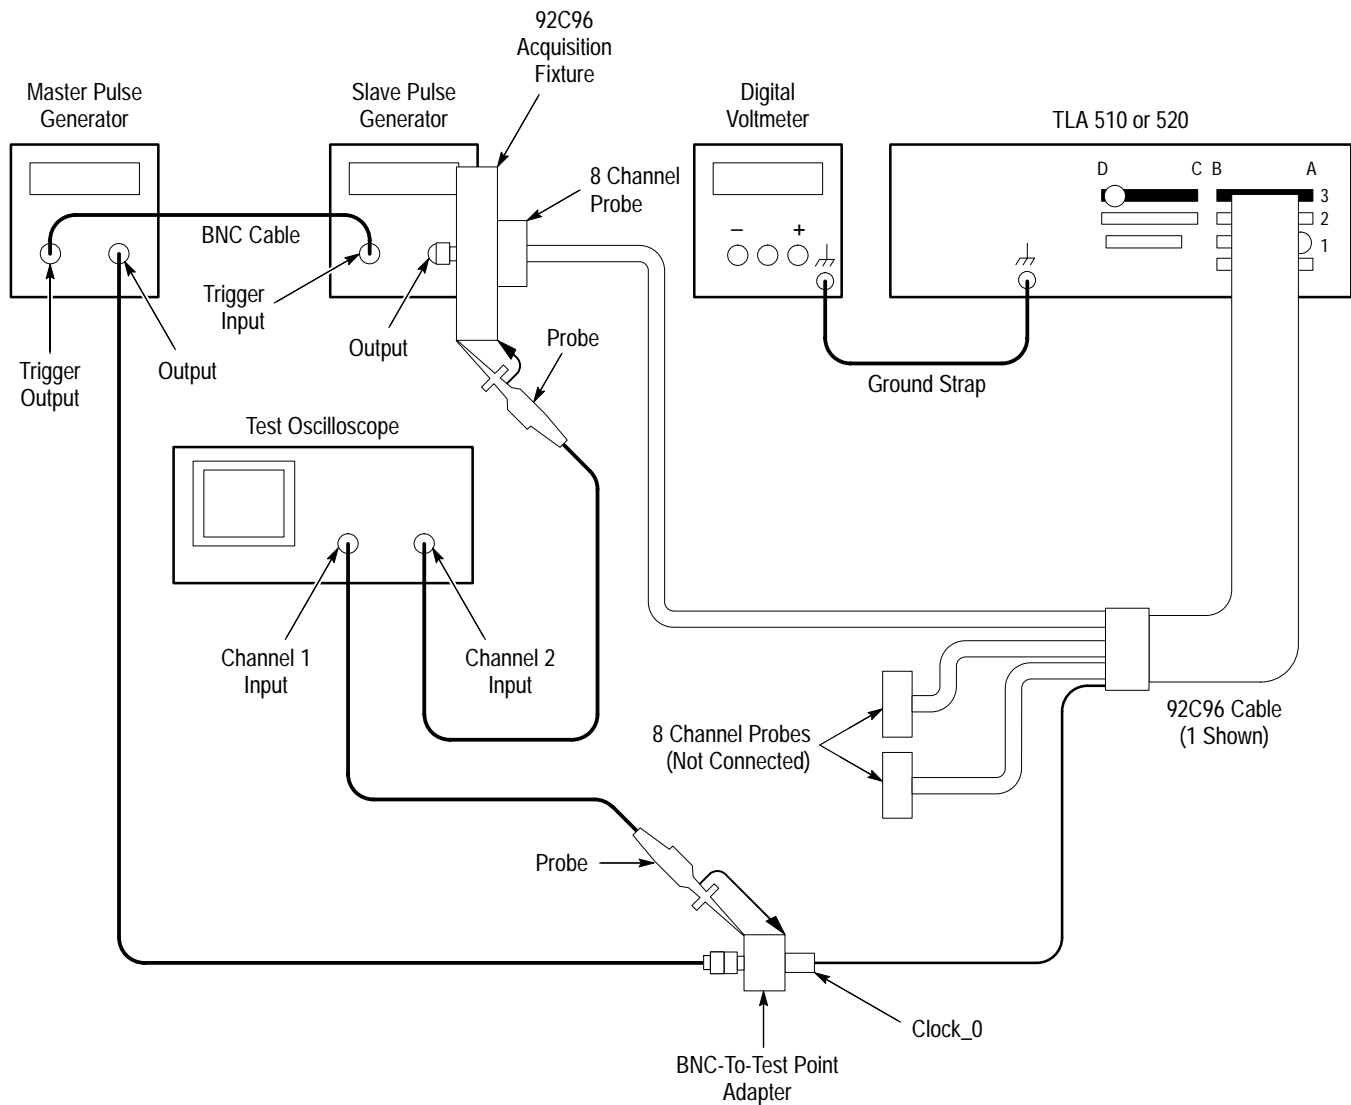 92C96
Acquisition
Fixture
Master Pulse
Generator
Slave Pulse
Generator
Digital
Voltmeter
TLA 510 or 520
8 Channel
Probe
D
C
B
A
3
2
1
BNC Cable
– +
Trigger
Input
Output
Probe
Trigger
Output
Output
Ground Strap
Test Oscilloscope
Channel 1
Input
Channel 2
Input
8 Channel Probes
(Not Connected)
92C96 Cable
(1 Shown)
Probe
Clock_0
BNC-To-Test Point
Adapter